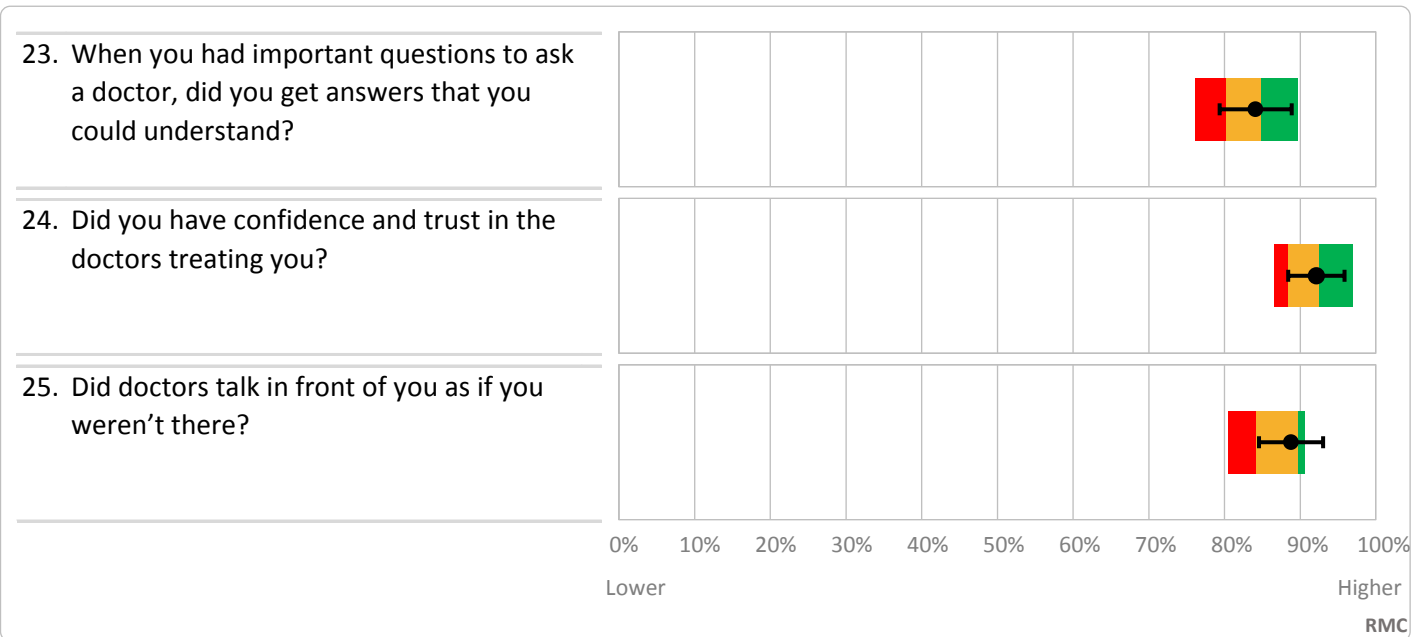 23. When you had important questions to ask
a doctor, did you get answers that you
could understand?
24. Did you have confidence and trust in the
doctors treating you?
25. Did doctors talk in front of you as if you
weren’t there?
0% 10% 20% 30% 40% 50% 60% 70% 80% 90% 100%
Lower Higher
RMC